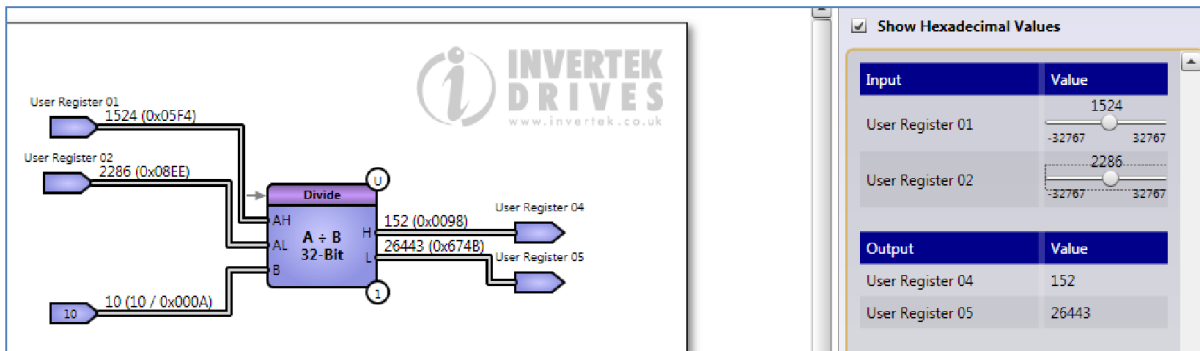 INVERTEK
DRIVES
www.invertek.co.uk
User Register 01
1524 (0x05F4)
User Register 02
2286 (0x08EE)
U
Divide
AH
AL
B
A ÷ B
32-Bit
H
L
1
152 (0x0098)
User Register 04
26443 (0x674B)
User Register 05
10
10 (10 / 0x000A)
Show Hexadecimal Values
Input Value
User Register 01 1524
-32767 32767
User Register 02 2286
-32767 32767
Output Value
User Register 04 152
User Register 05 26443